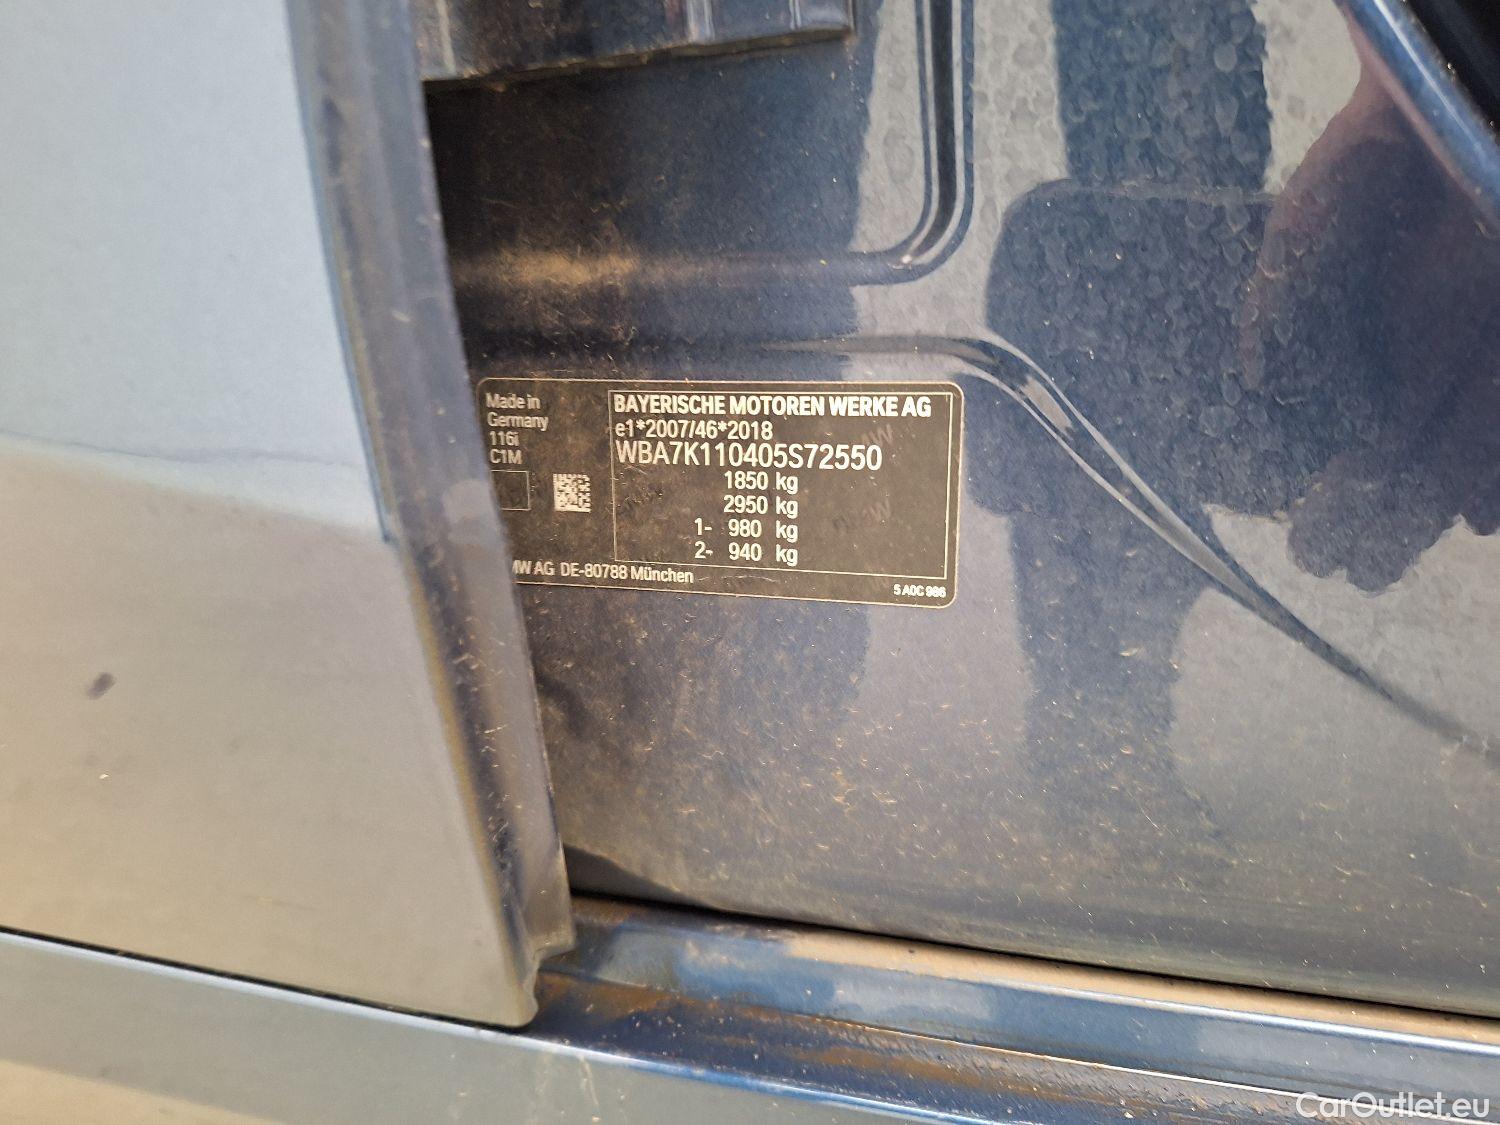 Made in
Germany
116i
C1M
BAYERISCHE MOTOREN WERKE AG
e1*2007/46*2018
WBA7K110405S72550
1850 kg
2950 kg
1- 980 kg
2- 940 kg
MW AG DE-80788 München
5 A0C 986
CarOutlet.eu